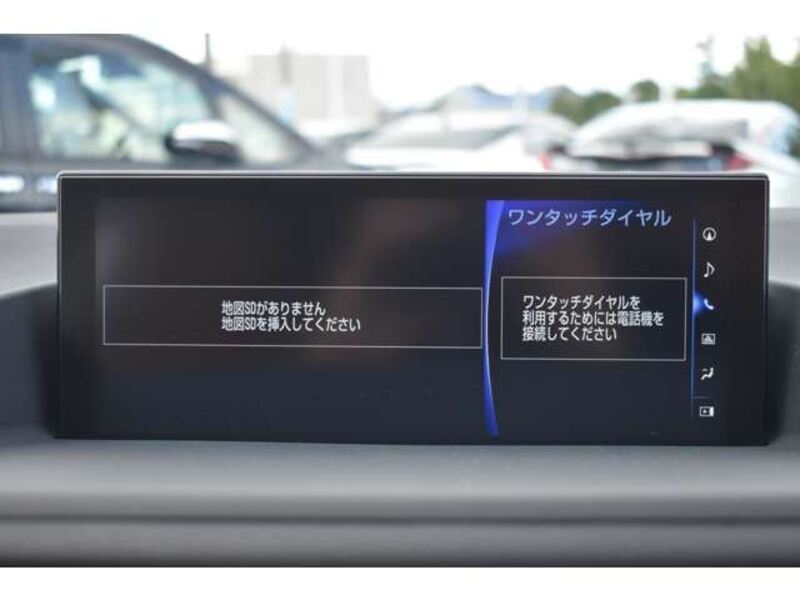 ワンタッチダイヤル
地図SDがありません
地図SDを挿入してください
ワンタッチダイヤルを
利用するためには電話機を
接続してください